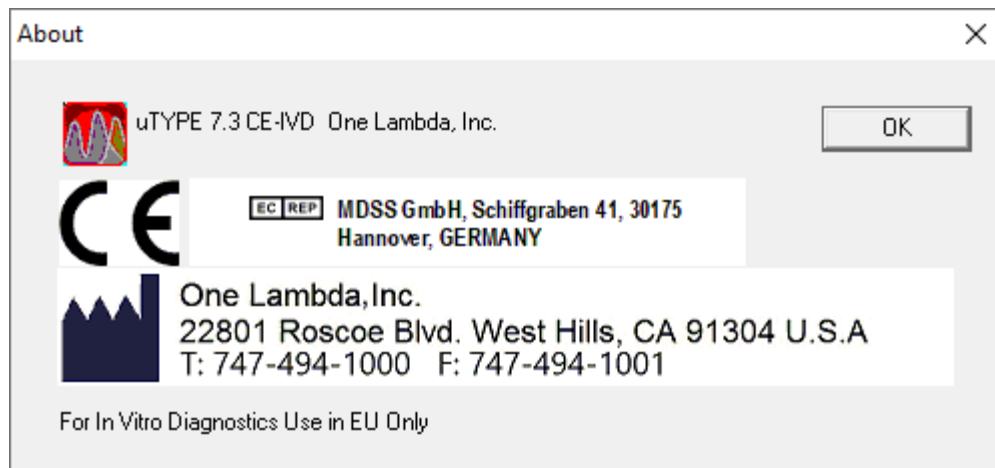 About
uTYPE 7.3 CE-IVD One Lambda, Inc.
OK
CE
EC REP MDSS GmbH, Schiffgraben 41, 30175
Hannover, GERMANY
One Lambda,Inc.
22801 Roscoe Blvd. West Hills, CA 91304 U.S.A
T: 747-494-1000 F: 747-494-1001
For In Vitro Diagnostics Use in EU Only